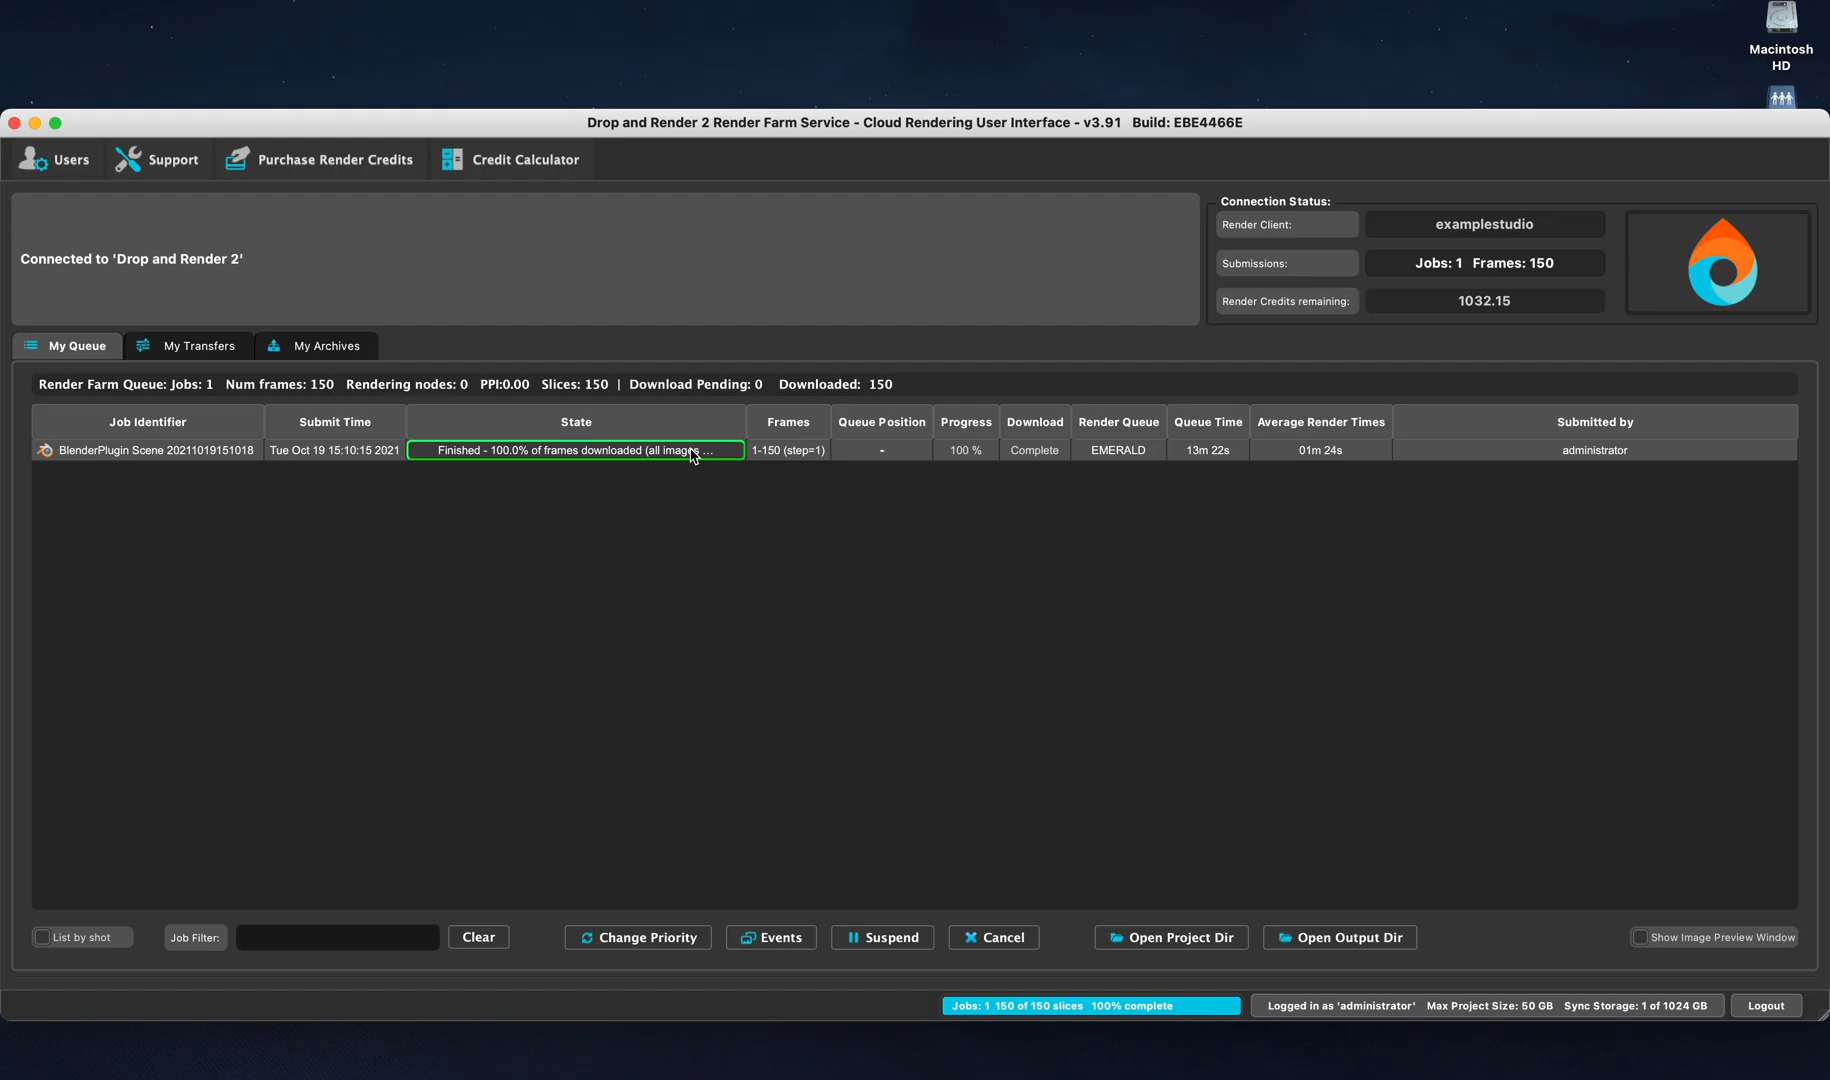 Macintosh
HD
Drop and Render 2 Render Farm Service - Cloud Rendering User Interface - v3.91   Build: EBE4466E
Users   Support   Purchase Render Credits   Credit Calculator
Connected to 'Drop and Render 2'
Connection Status:
Render Client:   examplestudio
Submissions:   Jobs: 1   Frames: 150
Render Credits remaining:   1032.15
My Queue   My Transfers   My Archives
Render Farm Queue: Jobs: 1   Num frames: 150   Rendering nodes: 0   PPI:0.00   Slices: 150   |   Download Pending: 0   Downloaded:  150
Job Identifier   Submit Time   State   Frames   Queue Position   Progress   Download   Render Queue   Queue Time   Average Render Times   Submitted by
BlenderPlugin Scene 20211019151018   Tue Oct 19 15:10:15 2021   Finished - 100.0% of frames downloaded (all images ...   1-150 (step=1)   -   100 %   Complete   EMERALD   13m 22s   01m 24s   administrator
List by shot   Job Filter:   Clear   Change Priority   Events   Suspend   Cancel   Open Project Dir   Open Output Dir   Show Image Preview Window
Jobs: 1  150 of 150 slices   100% complete   Logged in as 'administrator'   Max Project Size: 50 GB   Sync Storage: 1 of 1024 GB   Logout